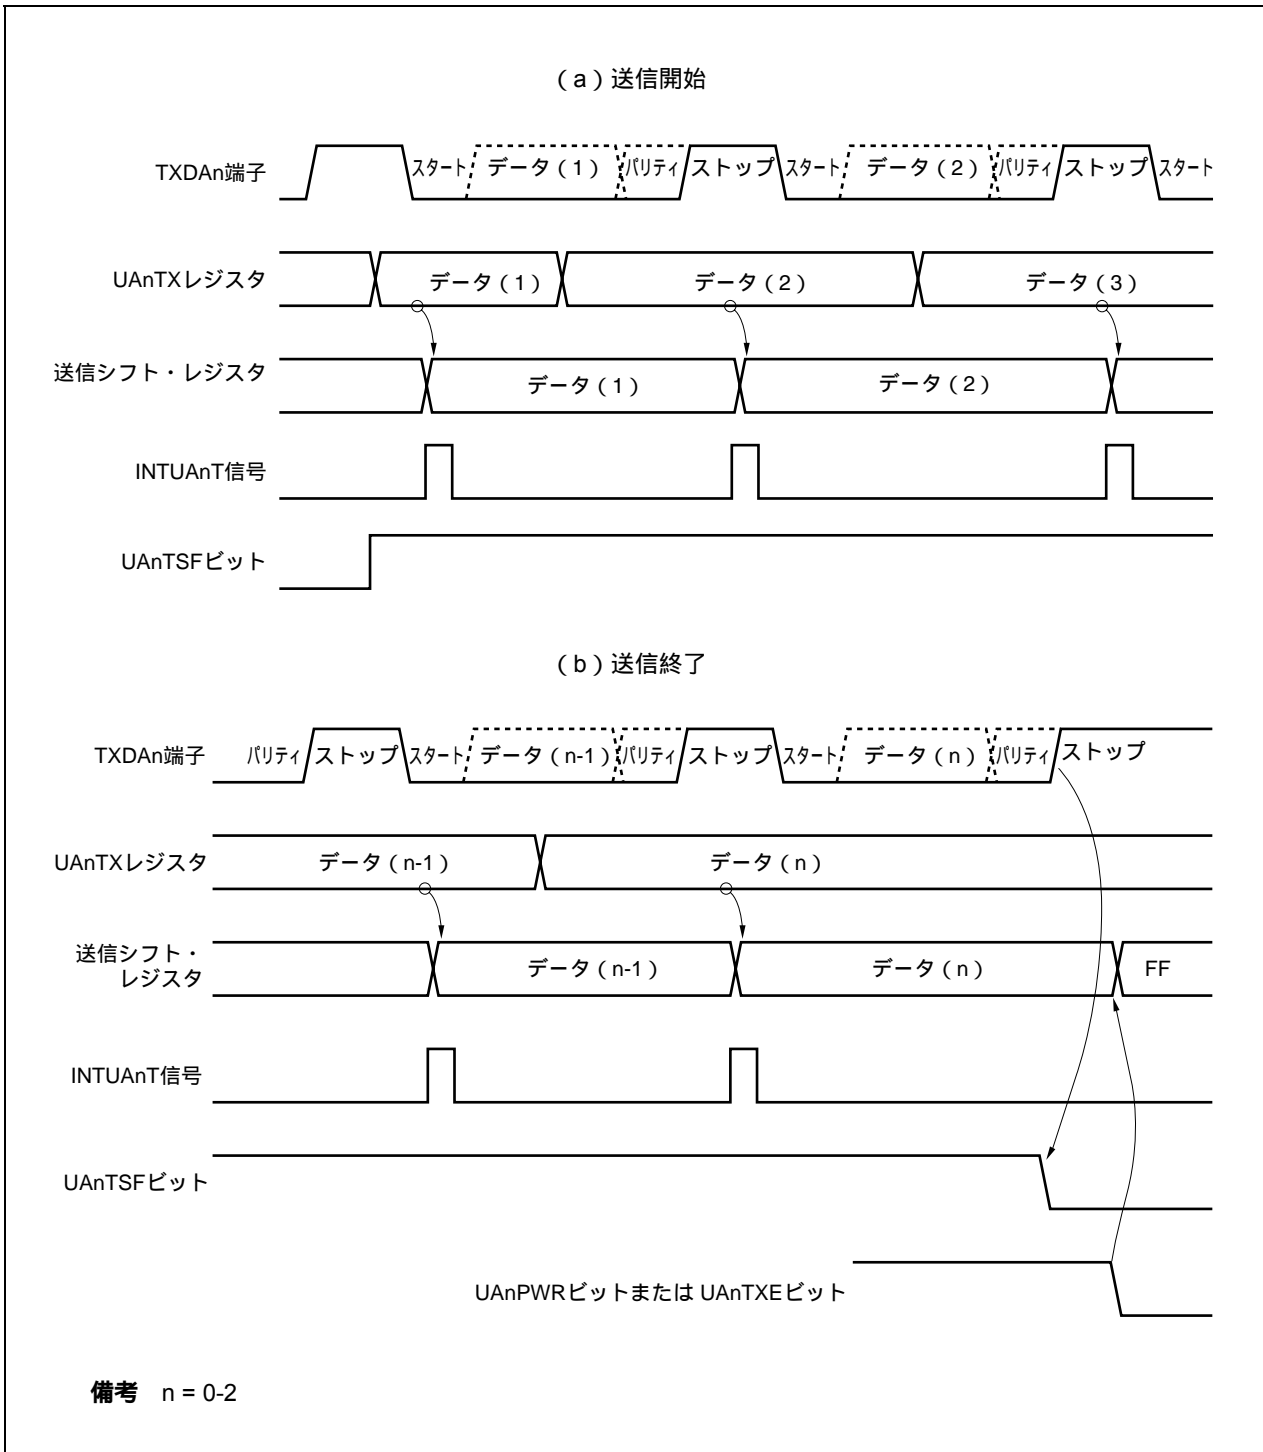 （a）送信開始
TXDAn端子
スタート データ（1） パリティ ストップ スタート データ（2） パリティ ストップ スタート
UAnTXレジスタ
データ（1） データ（2） データ（3）
送信シフト・レジスタ
データ（1） データ（2）
INTUAnT信号
UAnTSFビット
（b）送信終了
TXDAn端子
パリティ ストップ スタート データ（n-1） パリティ ストップ スタート データ（n） パリティ ストップ
UAnTXレジスタ
データ（n-1） データ（n）
送信シフト・
レジスタ
データ（n-1） データ（n） FF
INTUAnT信号
UAnTSFビット
UAnPWRビットまたは UAnTXEビット
備考 n = 0-2